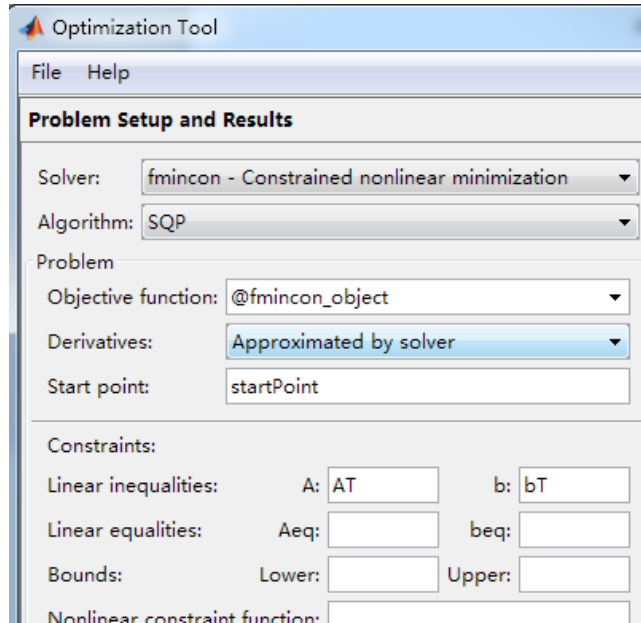 Optimization Tool
File Help
Problem Setup and Results
Solver: fmincon - Constrained nonlinear minimization
Algorithm: SQP
Problem
Objective function: @fmincon_object
Derivatives: Approximated by solver
Start point: startPoint
Constraints:
Linear inequalities: A: AT b: bT
Linear equalities: Aeq: beq:
Bounds: Lower: Upper:
Nonlinear constraint function: